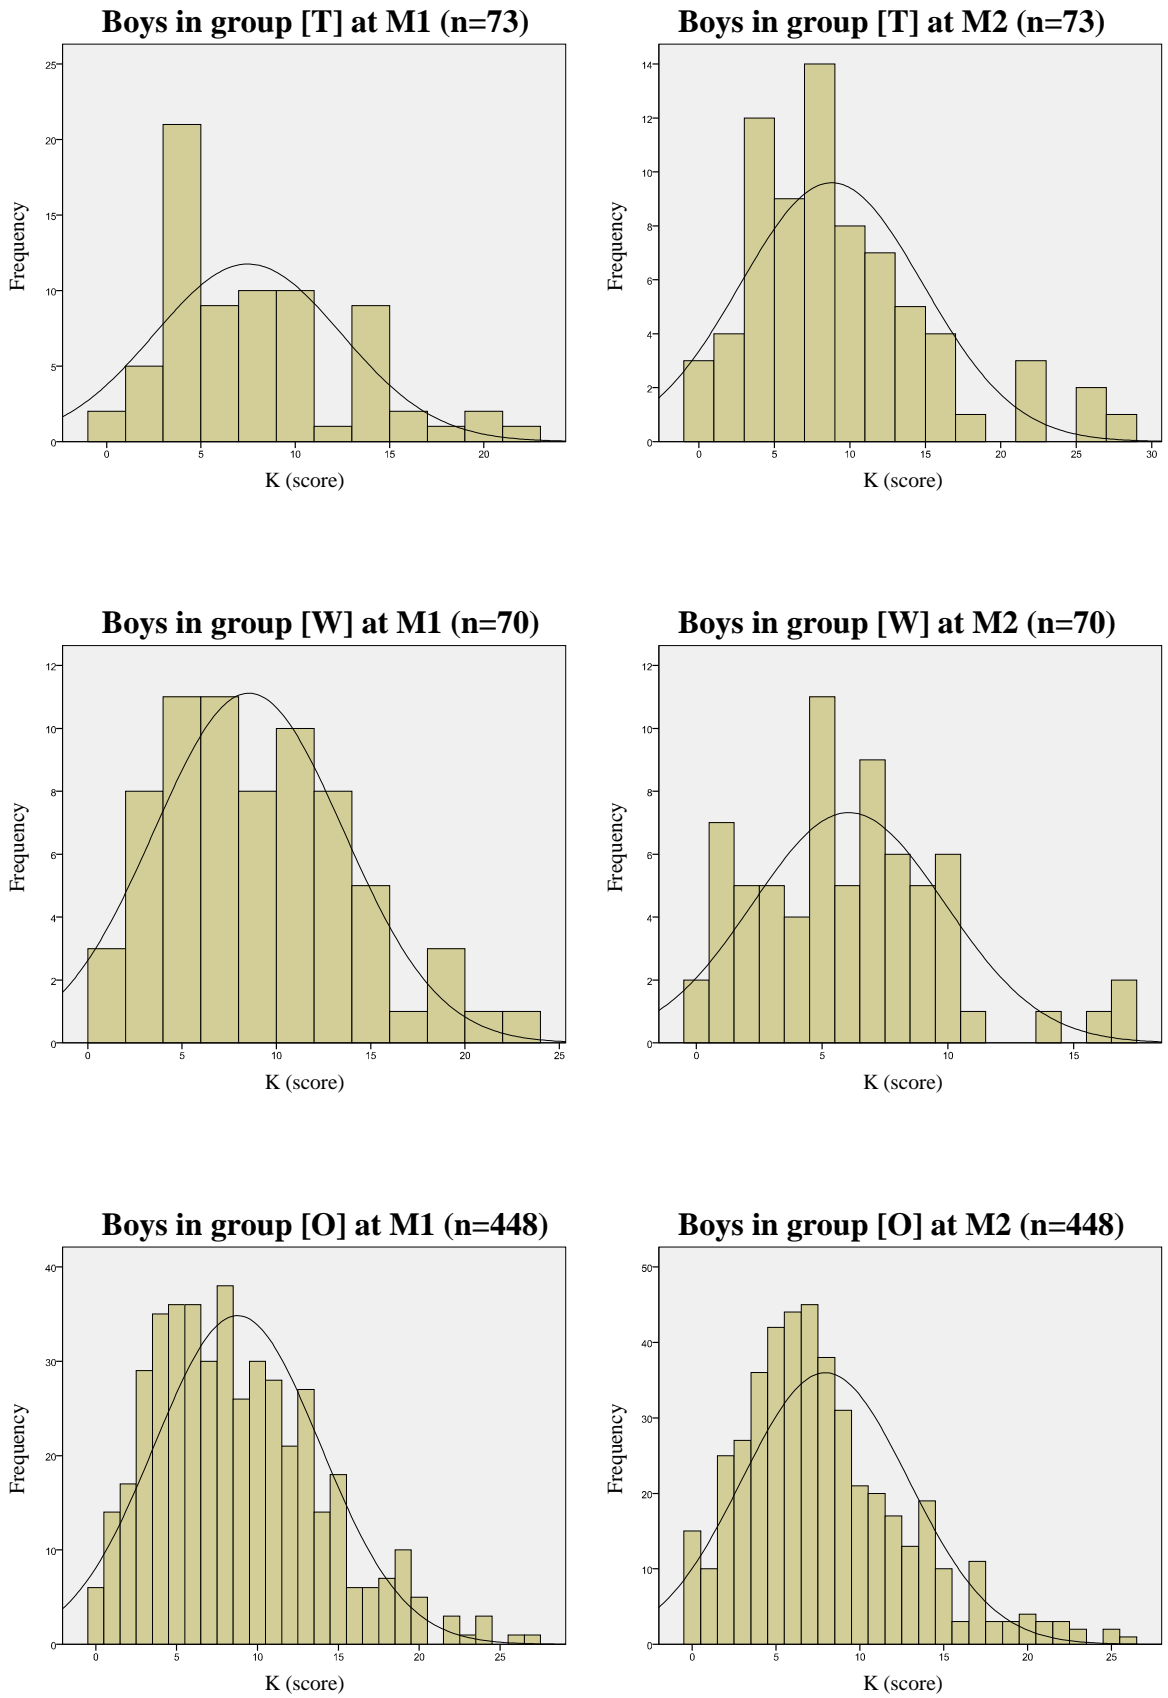 Boys in group [T] at M1 (n=73)
25
20
15
10
5
0
Frequency
0 5 10 15 20
K (score)
Boys in group [T] at M2 (n=73)
14
12
10
8
6
4
2
0
Frequency
0 5 10 15 20 25 30
K (score)
Boys in group [W] at M1 (n=70)
12
10
8
6
4
2
0
Frequency
0 5 10 15 20 25
K (score)
Boys in group [W] at M2 (n=70)
12
10
8
6
4
2
0
Frequency
0 5 10 15
K (score)
Boys in group [O] at M1 (n=448)
40
30
20
10
0
Frequency
0 5 10 15 20 25
K (score)
Boys in group [O] at M2 (n=448)
50
40
30
20
10
0
Frequency
0 5 10 15 20 25
K (score)